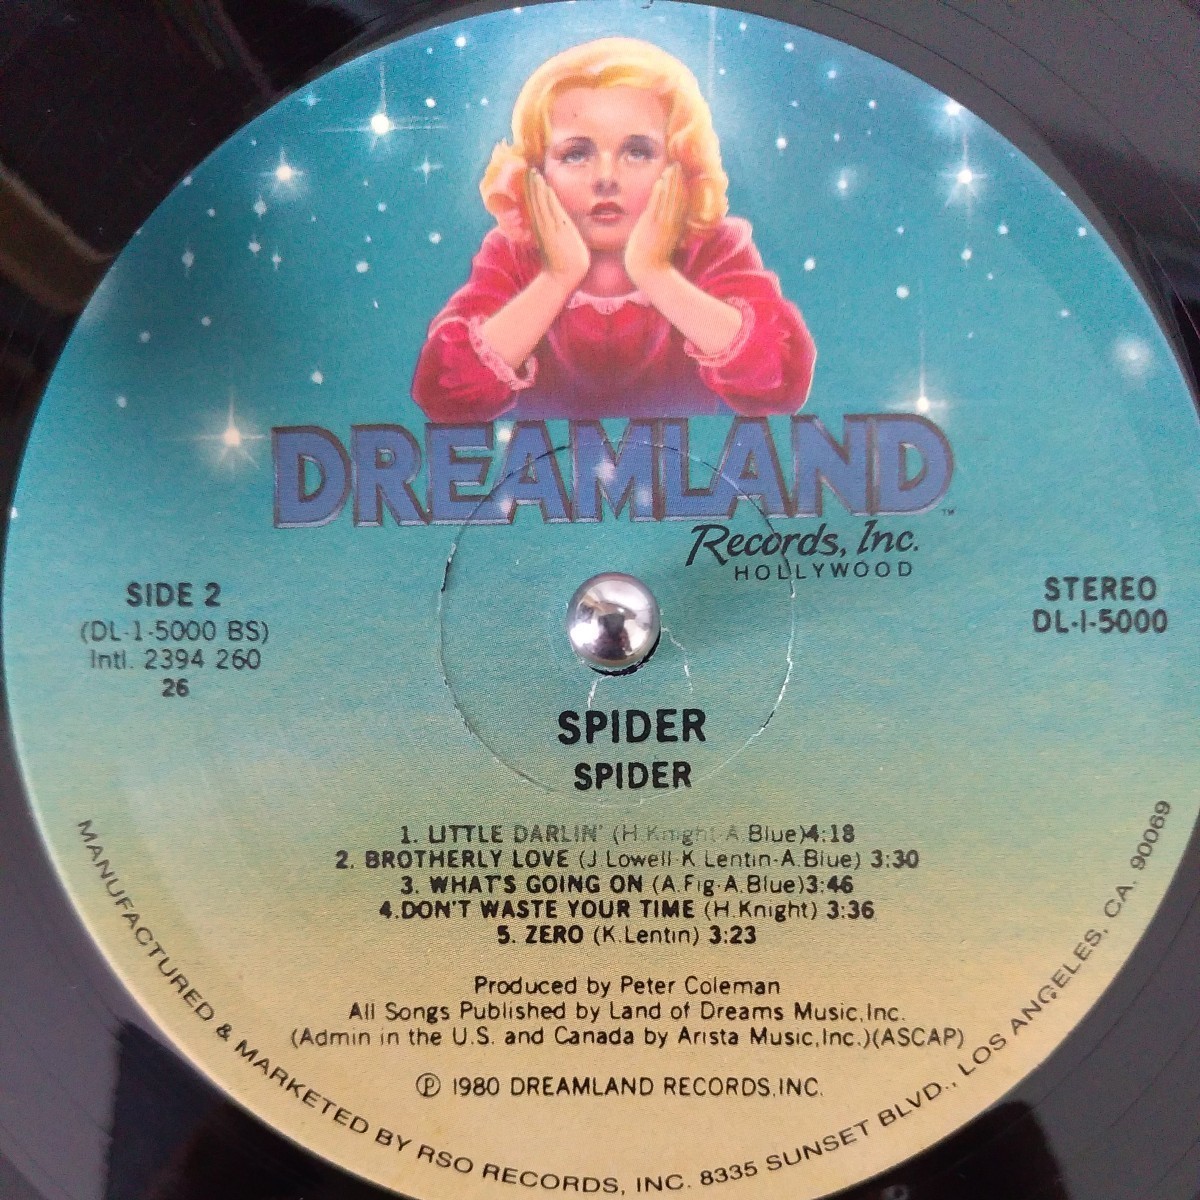 DREAMLAND™
Records, Inc.
HOLLYWOOD
SIDE 2
(DL-1-5000 BS)
Intl. 2394 260
26
STEREO
DL-1-5000
SPIDER
SPIDER
1. LITTLE DARLIN' (H.Knight-A.Blue)4:18
2. BROTHERLY LOVE (J Lowell-K Lentin-A.Blue) 3:30
3. WHAT'S GOING ON (A.Fig-A.Blue)3:46
4.DON'T WASTE YOUR TIME (H.Knight) 3:36
5. ZERO (K.Lentin) 3:23
Produced by Peter Coleman
All Songs Published by Land of Dreams Music,Inc.
(Admin in the U.S. and Canada by Arista Music,Inc.)(ASCAP)
℗ 1980 DREAMLAND RECORDS,INC.
MANUFACTURED & MARKETED BY RSO RECORDS, INC. 8335 SUNSET BLVD., LOS ANGELES, CA. 90069